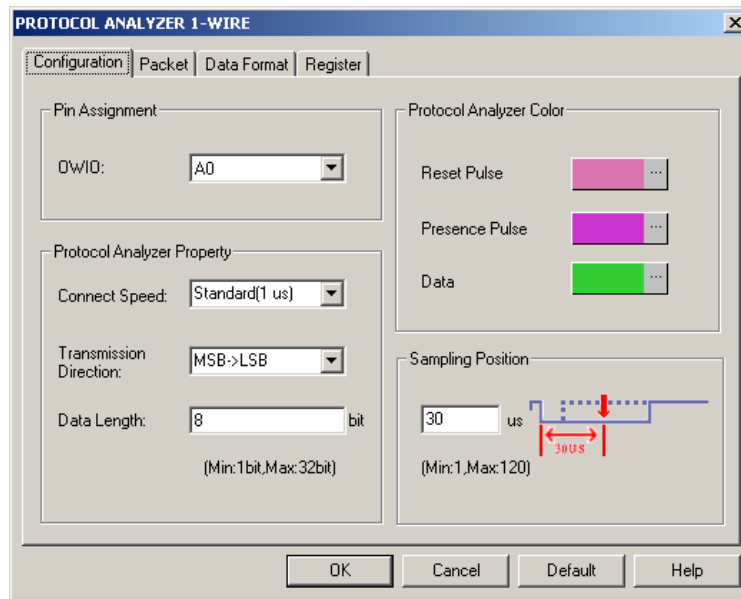 PROTOCOL ANALYZER 1-WIRE
Configuration Packet Data Format Register
Pin Assignment
OWIO: A0
Protocol Analyzer Property
Connect Speed: Standard(1 us)
Transmission
Direction: MSB->LSB
Data Length: 8 bit
(Min:1bit,Max:32bit)
Protocol Analyzer Color
Reset Pulse ...
Presence Pulse ...
Data ...
Sampling Position
30 us
30US
(Min:1,Max:120)
OK Cancel Default Help